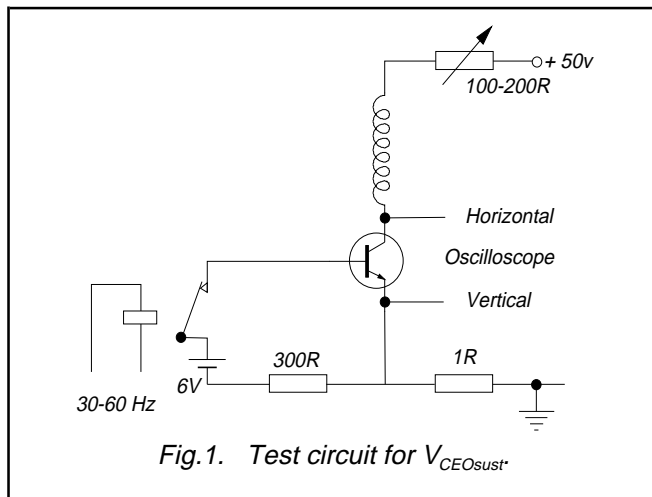 + 50v
100-200R
Horizontal
Oscilloscope
Vertical
300R
1R
6V
30-60 Hz
Fig.1. Test circuit for VCEOsust.